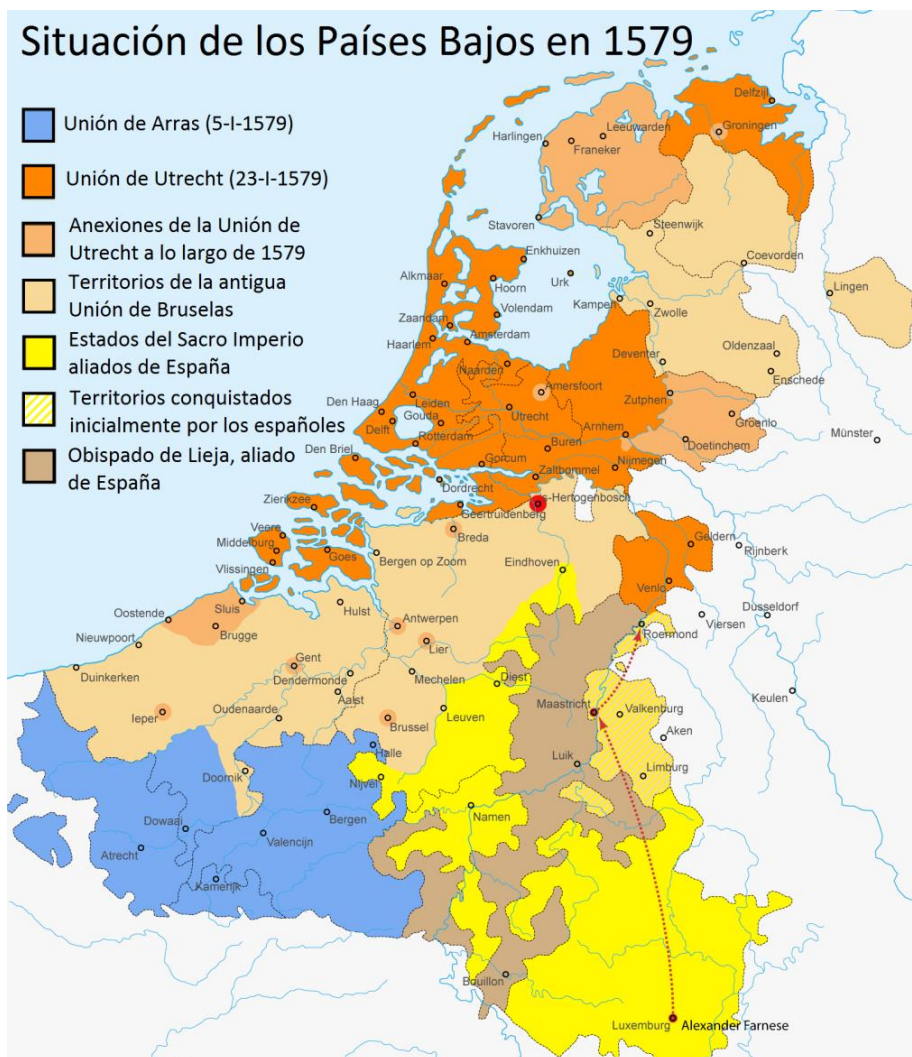 Situación de los Países Bajos en 1579
Unión de Arras (5-I-1579)
Unión de Utrecht (23-I-1579)
Anexiones de la Unión de
Utrecht a lo largo de 1579
Territorios de la antigua
Unión de Bruselas
Estados del Sacro Imperio
aliados de España
Territorios conquistados
inicialmente por los españoles
Obispado de Lieja, aliado
de España
Delfzijl
Groningen
Leeuwarden
Harlingen
Franeker
Stavoren
Steenwijk
Enkhuizen
Coevorden
Urk
Alkmaar
Hoorn
Lingen
Kampen
Zwolle
Volendam
Zaandam
Amsterdam
Haarlem
Oldenzaal
Deventer
Naarden
Enschede
Amersfoort
Zutphen
Den Haag
Leiden
Gouda
Utrecht
Groenlo
Delft
Rotterdam
Buren
Arnhem
Doetinchem
Münster
Den Briel
Gorcum
Zaltbommel
Nijmegen
Dordrecht
Zierikzee
s-Hertogenbosch
Geertruidenberg
Veere
Breda
Middelburg
Goes
Bergen op Zoom
Geldern
Rijnberk
Vlissingen
Eindhoven
Venlo
Sluis
Hulst
Oostende
Düsseldorf
Viersen
Brugge
Antwerpen
Roermond
Nieuwpoort
Lier
Duinkerken
Gent
Dendermonde
Mechelen
Diest
Keulen
Aalst
Maastricht
Valkenburg
Ieper
Oudenaarde
Brussel
Leuven
Aken
Halle
Luik
Limburg
Doornik
Nijvel
Namen
Bergen
Dowaai
Valencijn
Atrecht
Kamerijk
Bouillon
Luxemburg
Alexander Farnese